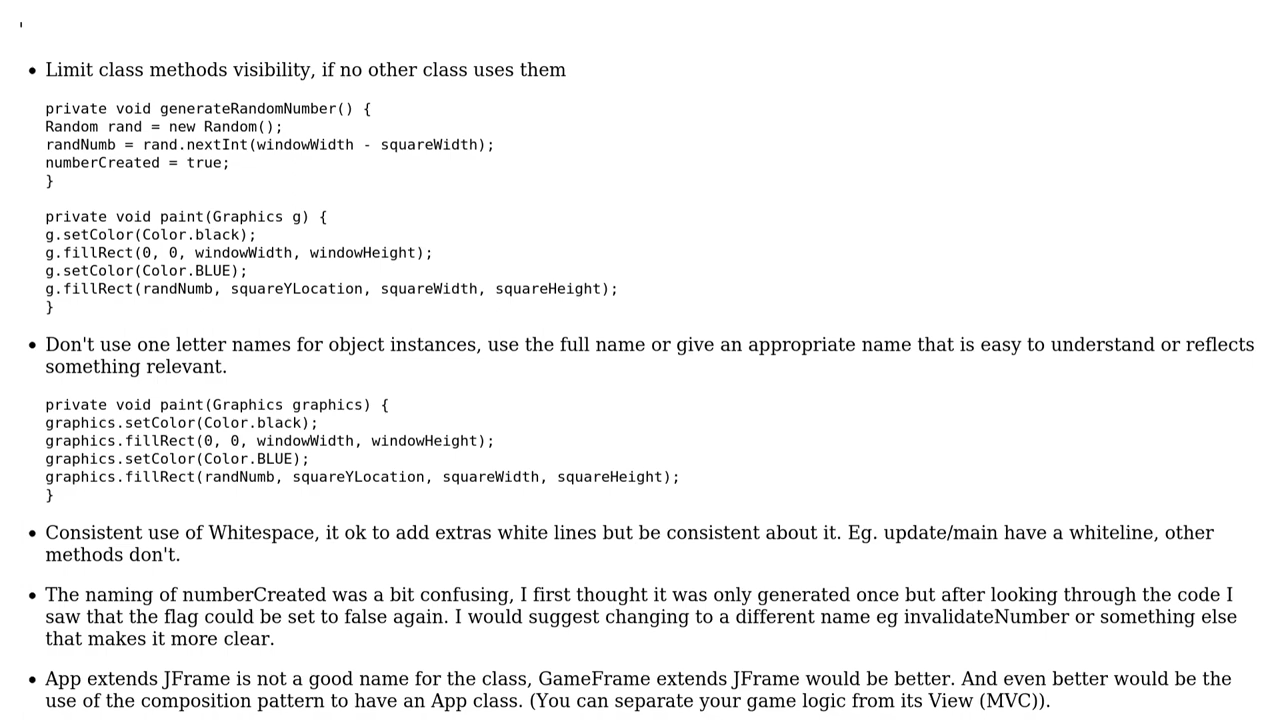 '
• Limit class methods visibility, if no other class uses them
private void generateRandomNumber() {
Random rand = new Random();
randNumb = rand.nextInt(windowWidth - squareWidth);
numberCreated = true;
}
private void paint(Graphics g) {
g.setColor(Color.black);
g.fillRect(0, 0, windowWidth, windowHeight);
g.setColor(Color.BLUE);
g.fillRect(randNumb, squareYLocation, squareWidth, squareHeight);
}
• Don't use one letter names for object instances, use the full name or give an appropriate name that is easy to understand or reflects
something relevant.
private void paint(Graphics graphics) {
graphics.setColor(Color.black);
graphics.fillRect(0, 0, windowWidth, windowHeight);
graphics.setColor(Color.BLUE);
graphics.fillRect(randNumb, squareYLocation, squareWidth, squareHeight);
}
• Consistent use of Whitespace, it ok to add extras white lines but be consistent about it. Eg. update/main have a whiteline, other
methods don't.
• The naming of numberCreated was a bit confusing, I first thought it was only generated once but after looking through the code I
saw that the flag could be set to false again. I would suggest changing to a different name eg invalidateNumber or something else
that makes it more clear.
• App extends JFrame is not a good name for the class, GameFrame extends JFrame would be better. And even better would be the
use of the composition pattern to have an App class. (You can separate your game logic from its View (MVC)).